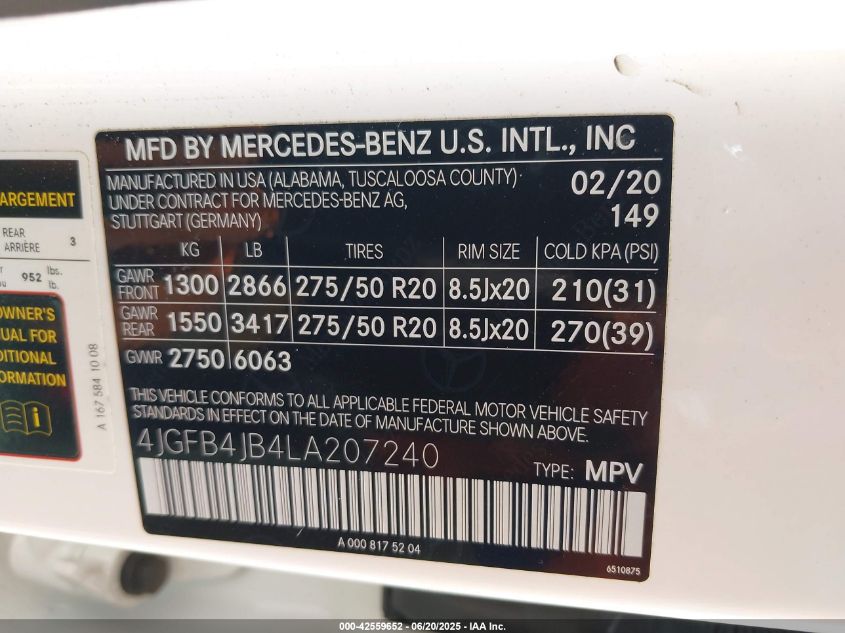 ARGEMENT
REAR
ARRIÈRE 3
952 lbs.
lb.
OWNER'S
FOR
A 167 584 10 08
MFD BY MERCEDES-BENZ U.S. INTL., INC
MANUFACTURED IN USA (ALABAMA, TUSCALOOSA COUNTY) 02/20
UNDER CONTRACT FOR MERCEDES-BENZ AG,
STUTTGART (GERMANY) 149
KG LB TIRES RIM SIZE COLD KPA (PSI)
GAWR FRONT 1300 2866 275/50 R20 8.5Jx20 210(31)
GAWR REAR 1550 3417 275/50 R20 8.5Jx20 270(39)
GVWR 2750 6063
THIS VEHICLE CONFORMS TO ALL APPLICABLE FEDERAL MOTOR VEHICLE SAFETY
STANDARDS IN EFFECT ON THE DATE OF MANUFACTURE SHOWN ABOVE.
4JGFB4JB4LA207240
TYPE: MPV
A 000 817 52 04
6510875
000-42559652 - 06/20/2025 - IAA Inc.